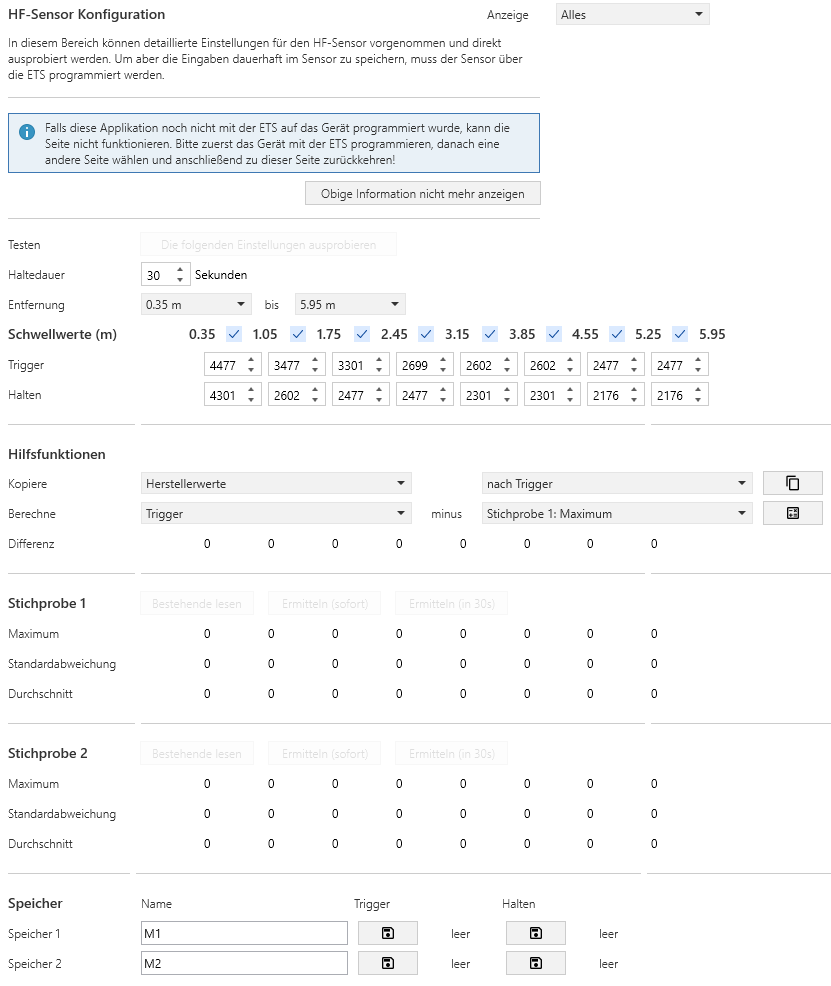 HF-Sensor Konfiguration Anzeige Alles
In diesem Bereich können detaillierte Einstellungen für den HF-Sensor vorgenommen und direkt
ausprobiert werden. Um aber die Eingaben dauerhaft im Sensor zu speichern, muss der Sensor über
die ETS programmiert werden.
Falls diese Applikation noch nicht mit der ETS auf das Gerät programmiert wurde, kann die
Seite nicht funktionieren. Bitte zuerst das Gerät mit der ETS programmieren, danach eine
andere Seite wählen und anschließend zu dieser Seite zurückkehren!
Obige Information nicht mehr anzeigen
Testen Die folgenden Einstellungen ausprobieren
Haltedauer 30 Sekunden
Entfernung 0.35 m bis 5.95 m
Schwellwerte (m) 0.35 1.05 1.75 2.45 3.15 3.85 4.55 5.25 5.95
Trigger 4477 3477 3301 2699 2602 2602 2477 2477
Halten 4301 2602 2477 2477 2301 2301 2176 2176
Hilfsfunktionen
Kopiere Herstellerwerte nach Trigger
Berechne Trigger minus Stichprobe 1: Maximum
Differenz 0 0 0 0 0 0 0 0
Stichprobe 1 Bestehende lesen Ermitteln (sofort) Ermitteln (in 30s)
Maximum 0 0 0 0 0 0 0 0
Standardabweichung 0 0 0 0 0 0 0 0
Durchschnitt 0 0 0 0 0 0 0 0
Stichprobe 2 Bestehende lesen Ermitteln (sofort) Ermitteln (in 30s)
Maximum 0 0 0 0 0 0 0 0
Standardabweichung 0 0 0 0 0 0 0 0
Durchschnitt 0 0 0 0 0 0 0 0
Speicher Name Trigger Halten
Speicher 1 M1 leer leer
Speicher 2 M2 leer leer